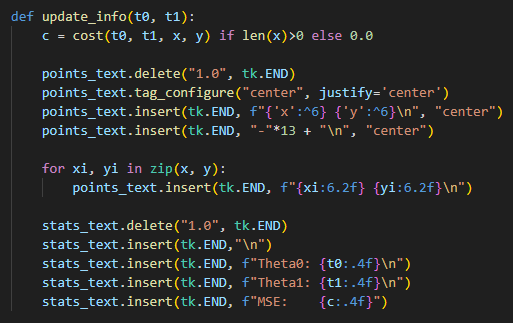 def update_info(t0, t1):
    c = cost(t0, t1, x, y) if len(x)>0 else 0.0

    points_text.delete("1.0", tk.END)
    points_text.tag_configure("center", justify='center')
    points_text.insert(tk.END, f"{'x':^6} {'y':^6}\n", "center")
    points_text.insert(tk.END, "-"*13 + "\n", "center")

    for xi, yi in zip(x, y):
        points_text.insert(tk.END, f"{xi:6.2f} {yi:6.2f}\n")

    stats_text.delete("1.0", tk.END)
    stats_text.insert(tk.END,"\n")
    stats_text.insert(tk.END, f"Theta0: {t0:.4f}\n")
    stats_text.insert(tk.END, f"Theta1: {t1:.4f}\n")
    stats_text.insert(tk.END, f"MSE:    {c:.4f}")